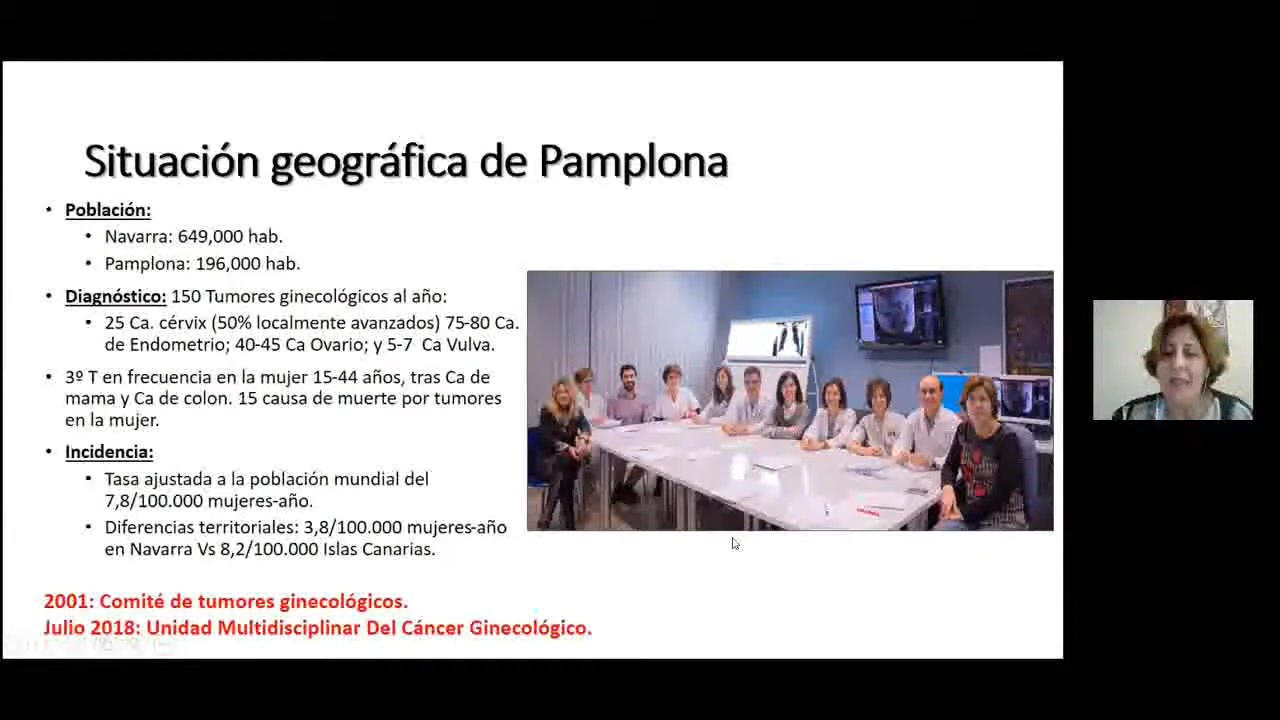 Situación geográfica de Pamplona
• Población:
• Navarra: 649,000 hab.
• Pamplona: 196,000 hab.
• Diagnóstico: 150 Tumores ginecológicos al año:
• 25 Ca. cérvix (50% localmente avanzados) 75-80 Ca.
de Endometrio; 40-45 Ca Ovario; y 5-7 Ca Vulva.
• 3º T en frecuencia en la mujer 15-44 años, tras Ca de
mama y Ca de colon. 15 causa de muerte por tumores
en la mujer.
• Incidencia:
• Tasa ajustada a la población mundial del
7,8/100.000 mujeres-año.
• Diferencias territoriales: 3,8/100.000 mujeres-año
en Navarra Vs 8,2/100.000 Islas Canarias.
2001: Comité de tumores ginecológicos.
Julio 2018: Unidad Multidisciplinar Del Cáncer Ginecológico.